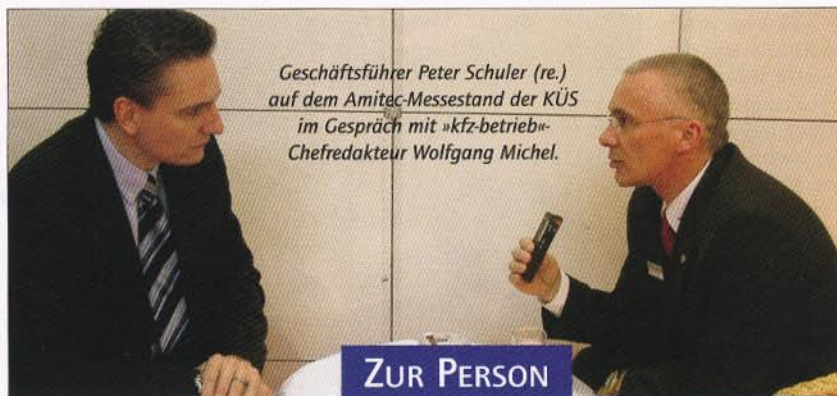 Geschäftsführer Peter Schuler (re.)
auf dem Amitec-Messestand der KÜS
im Gespräch mit »kfz-betrieb«-
Chefredakteur Wolfgang Michel.
ZUR PERSON